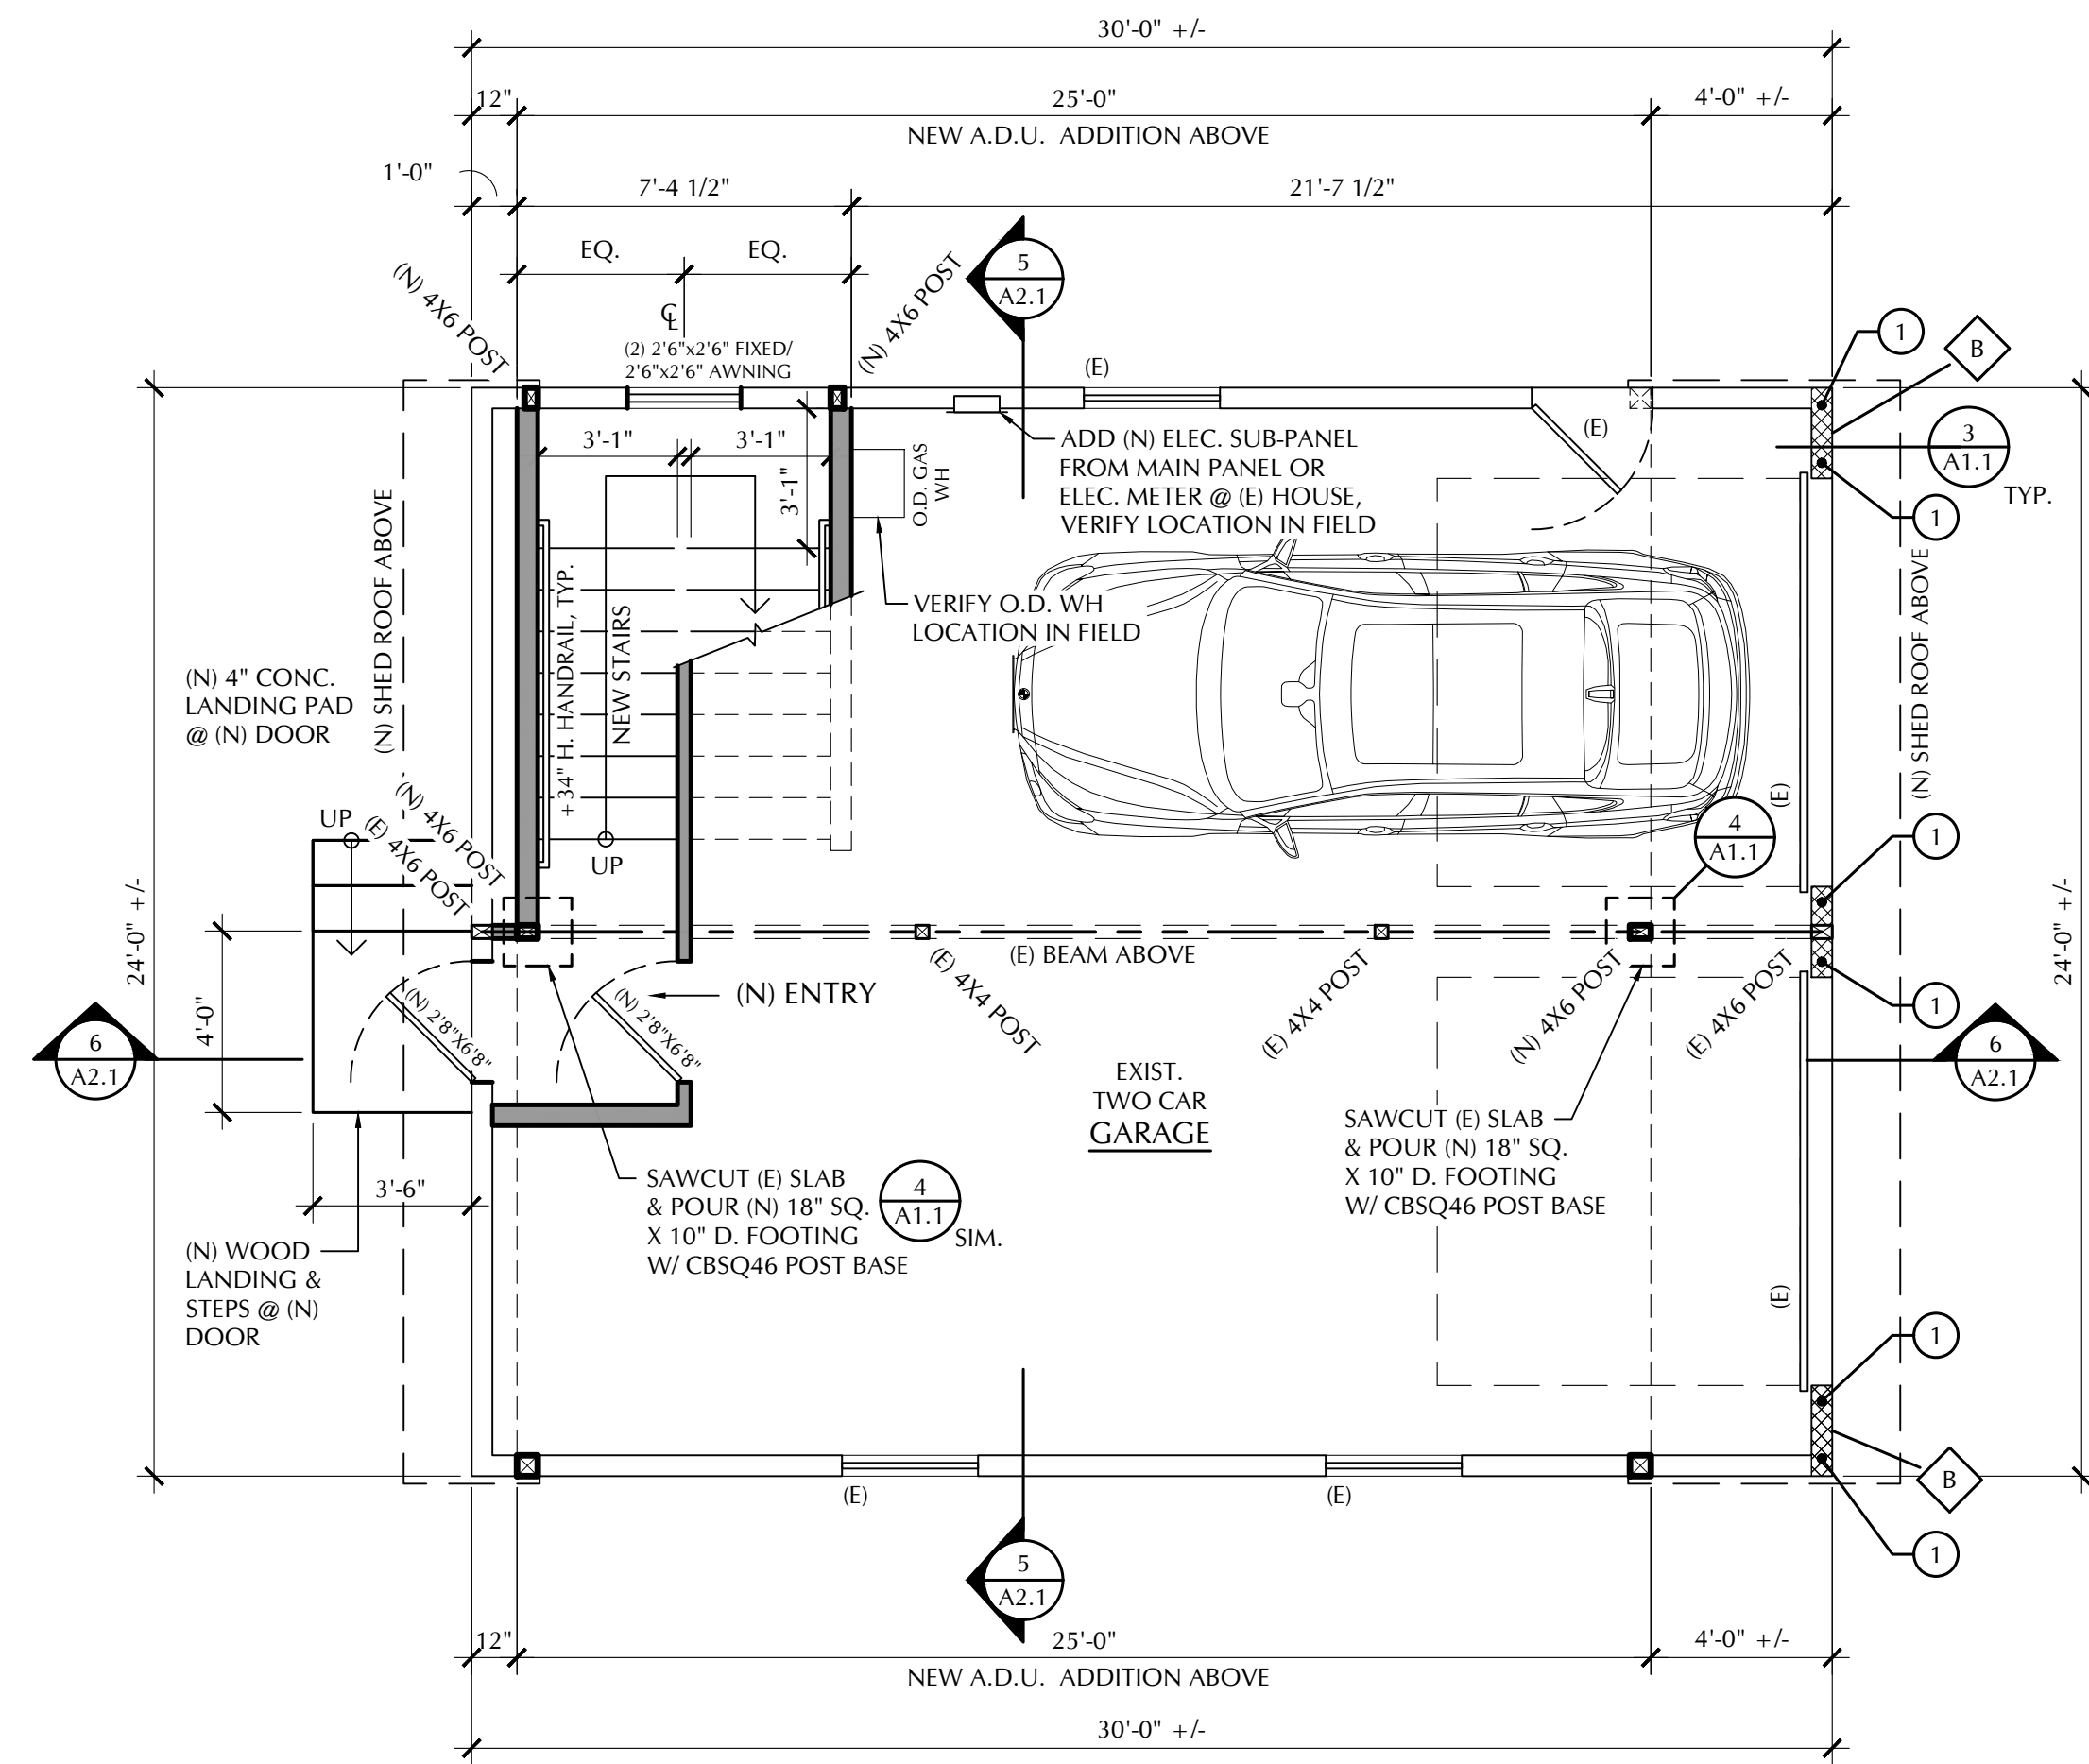 30'-0" +/-
12"
25'-0"
4'-0" +/-
NEW A.D.U. ADDITION ABOVE
1'-0"
7'-4 1/2"
21'-7 1/2"
EQ.
EQ.
5
A2.1
(N) 4X6 POST
(N) 4X6 POST
℄
(2) 2'6"x2'6" FIXED/
2'6"x2'6" AWNING
(E)
1
B
3'-1"
3'-1"
3'-1"
O.D. GAS
WH
ADD (N) ELEC. SUB-PANEL
FROM MAIN PANEL OR
ELEC. METER @ (E) HOUSE,
VERIFY LOCATION IN FIELD
(E)
3
A1.1
TYP.
1
(N) SHED ROOF ABOVE
+34" H. HANDRAIL, TYP.
NEW STAIRS
VERIFY O.D. WH
LOCATION IN FIELD
(N) SHED ROOF ABOVE
(N) 4" CONC.
LANDING PAD
@ (N) DOOR
(E)
4
A1.1
1
UP
(N) 4X6 POST
(E) 4X6 POST
UP
24'-0" +/-
24'-0" +/-
(E) BEAM ABOVE
(E) 4X4 POST
(E) 4X4 POST
(N) 4X6 POST
(E) 4X6 POST
1
(N) ENTRY
(N) 2'8"X6'8"
(N) 2'8"X6'8"
4'-0"
6
A2.1
6
A2.1
EXIST.
TWO CAR
GARAGE
SAWCUT (E) SLAB
& POUR (N) 18" SQ.
X 10" D. FOOTING
W/ CBSQ46 POST BASE
3'-6"
SAWCUT (E) SLAB
& POUR (N) 18" SQ.
X 10" D. FOOTING
W/ CBSQ46 POST BASE
4
A1.1
SIM.
(N) WOOD
LANDING &
STEPS @ (N)
DOOR
(E)
1
(E)
(E)
B
1
5
A2.1
12"
25'-0"
4'-0" +/-
NEW A.D.U. ADDITION ABOVE
30'-0" +/-